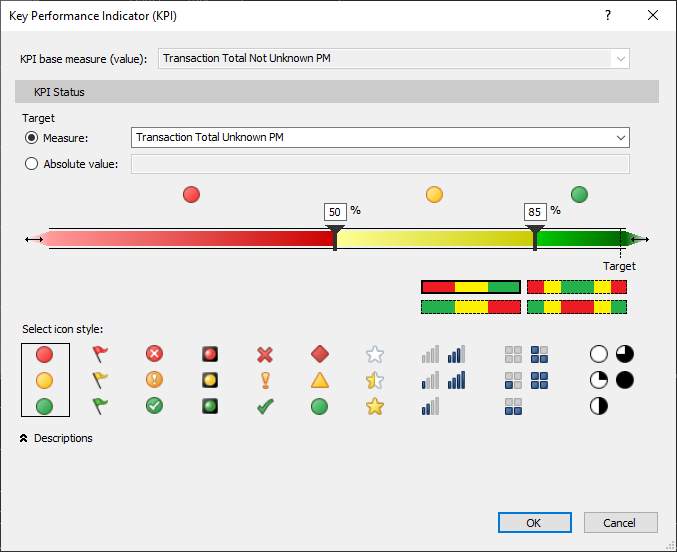 Key Performance Indicator (KPI)
KPI base measure (value): Transaction Total Not Unknown PM
KPI Status
Target
Measure: Transaction Total Unknown PM
Absolute value:
50 % 85 %
Target
Select icon style:
Descriptions
OK Cancel